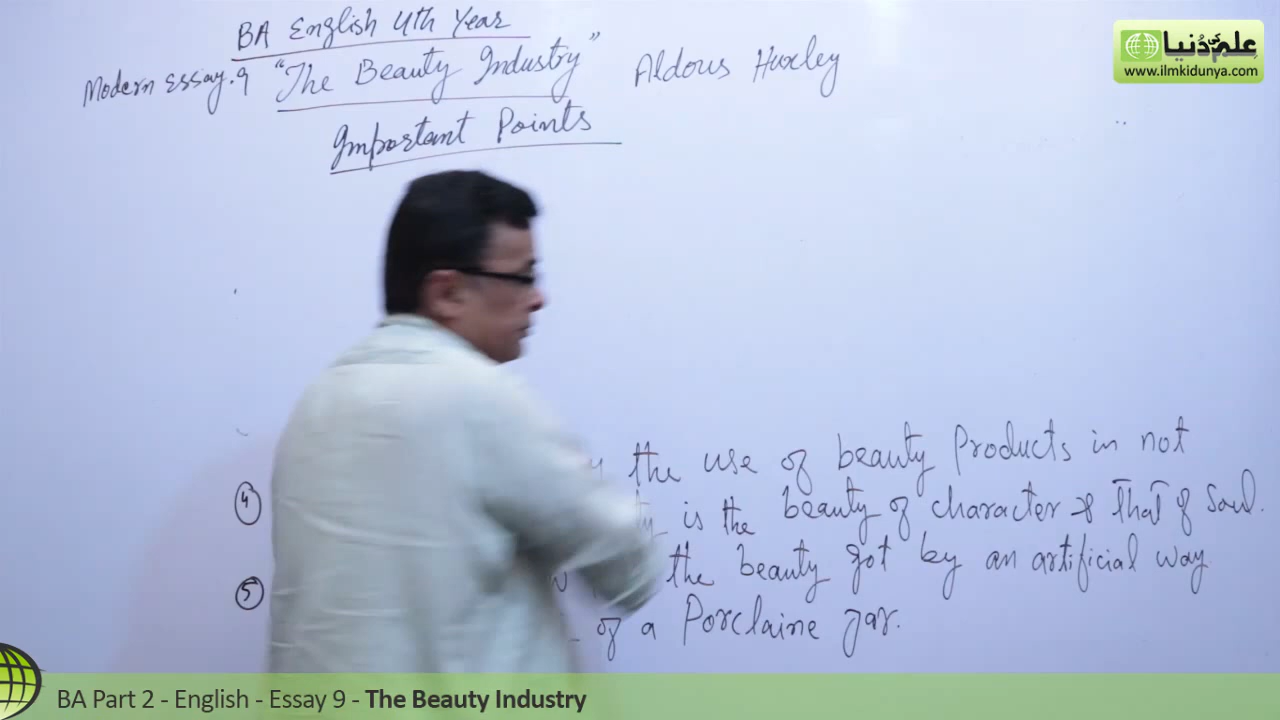 BA English 4th Year
Modern Essay.9 "The Beauty Industry" Aldous Huxley
Important Points
علم کی دنیا
www.ilmkidunya.com
the use of beauty Products in not
4 is the beauty of character & that of Soul.
5 the beauty got by an artificial way
of a Porclaine Jar.
BA Part 2 - English - Essay 9 - The Beauty Industry